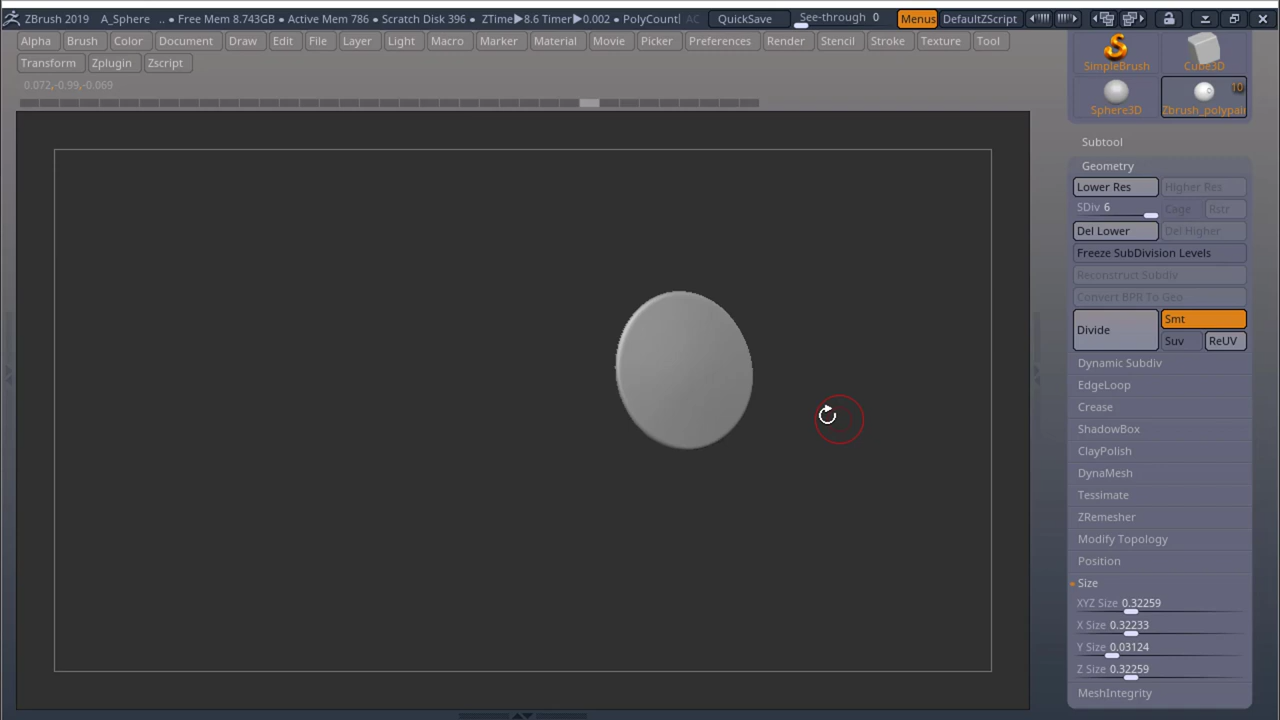 ZBrush 2019 A_Sphere .. • Free Mem 8.743GB • Active Mem 786 • Scratch Disk 396 • ZTime▶8.6 Timer▶0.002 • PolyCount| AC QuickSave See-through 0 Menus DefaultZScript
Alpha Brush Color Document Draw Edit File Layer Light Macro Marker Material Movie Picker Preferences Render Stencil Stroke Texture Tool
Transform Zplugin Zscript
0.072,-0.99,-0.069
SimpleBrush Cube3D
10
Sphere3D Zbrush_polypain
Subtool
Geometry
Lower Res Higher Res
SDiv 6 Cage Rstr
Del Lower Del Higher
Freeze SubDivision Levels
Reconstruct Subdiv
Convert BPR To Geo
Divide Smt
Suv ReUV
Dynamic Subdiv
EdgeLoop
Crease
ShadowBox
ClayPolish
DynaMesh
Tessimate
ZRemesher
Modify Topology
Position
Size
XYZ Size 0.32259
X Size 0.32233
Y Size 0.03124
Z Size 0.32259
MeshIntegrity